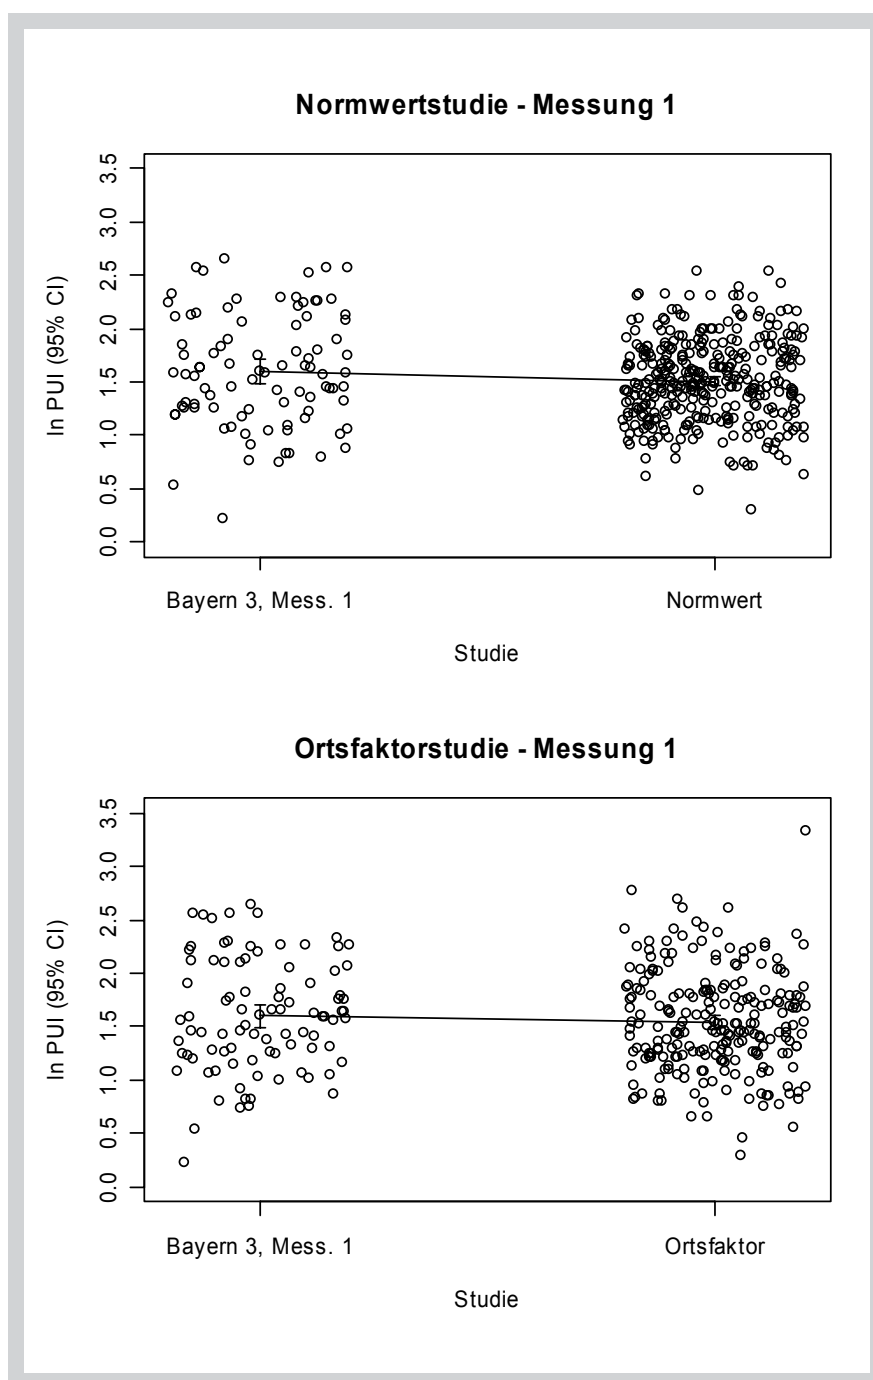 Normwertstudie - Messung 1
ln PUI (95% CI)
3.5
3.0
2.5
2.0
1.5
1.0
0.5
0.0
Bayern 3, Mess. 1 Normwert
Studie
Ortsfaktorstudie - Messung 1
ln PUI (95% CI)
3.5
3.0
2.5
2.0
1.5
1.0
0.5
0.0
Bayern 3, Mess. 1 Ortsfaktor
Studie